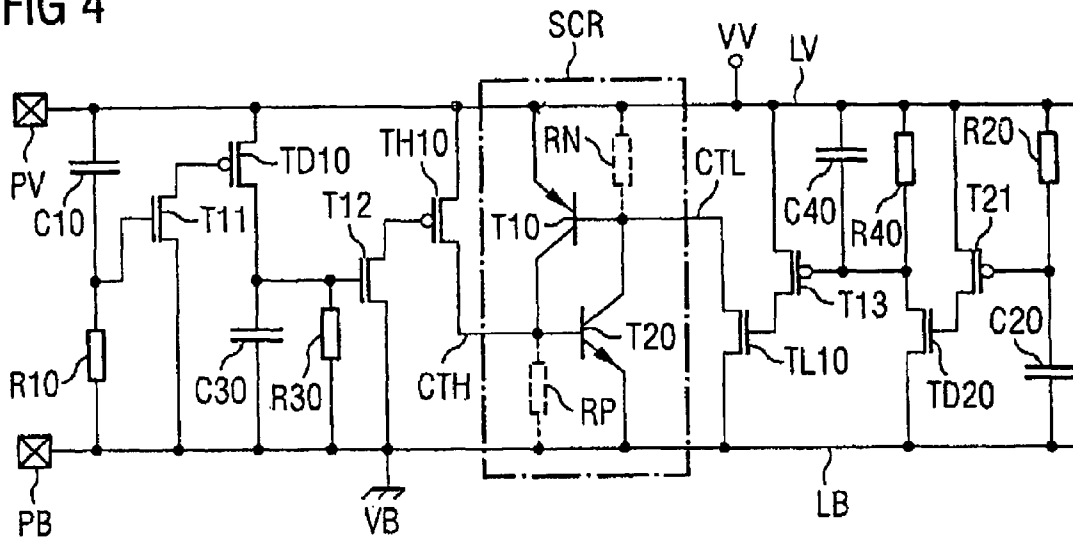 FIG 4
SCR
VV
LV
PV
C10
T11
TD10
T12
TH10
RN
T10
CTL
C40
R40
R20
T21
T13
R10
C30
R30
CTH
T20
RP
TL10
TD20
C20
PB
VB
LB